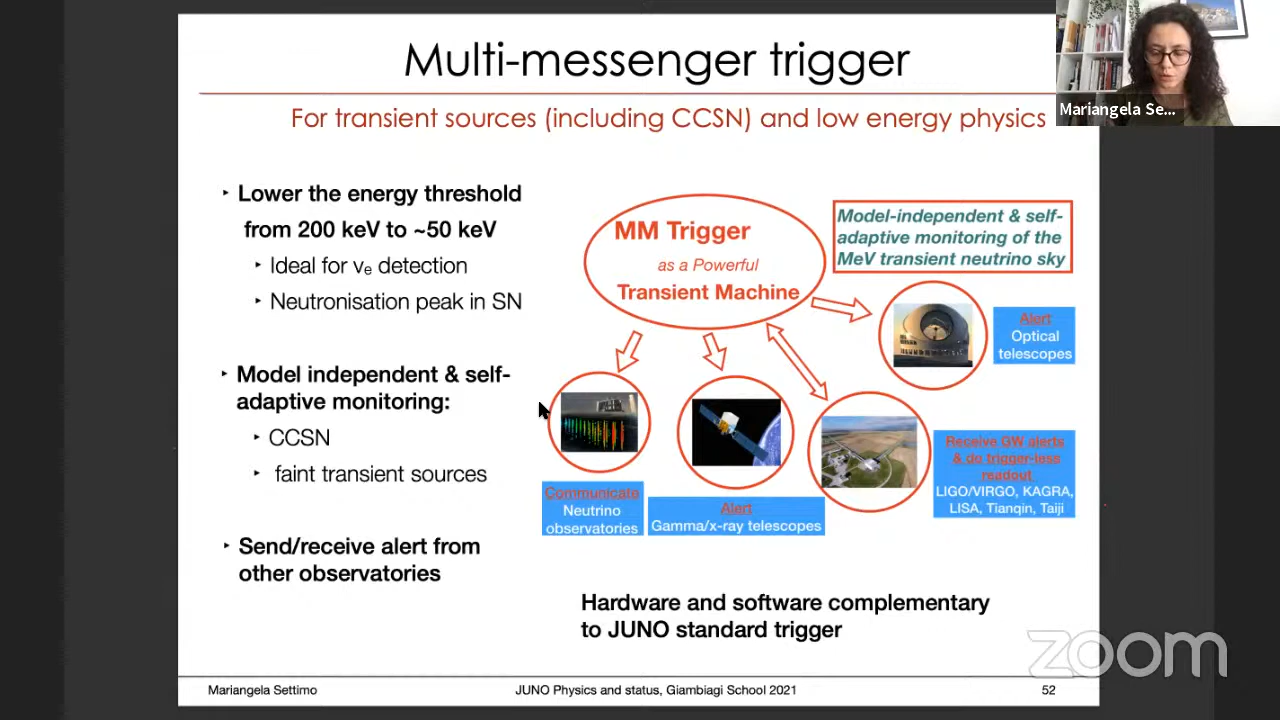 Multi-messenger trigger
For transient sources (including CCSN) and low energy physics
Mariangela Se...
‣ Lower the energy threshold
from 200 keV to ~50 keV
‣ Ideal for νₑ detection
‣ Neutronisation peak in SN
‣ Model independent & self-
adaptive monitoring:
‣ CCSN
‣ faint transient sources
‣ Send/receive alert from
other observatories
MM Trigger
as a Powerful
Transient Machine
Model-independent & self-
adaptive monitoring of the
MeV transient neutrino sky
Alert
Optical
telescopes
Communicate
Neutrino
observatories
Alert
Gamma/x-ray telescopes
Receive GW alerts
& do trigger-less
readout
LIGO/VIRGO, KAGRA,
LISA, Tianqin, Taiji
Hardware and software complementary
to JUNO standard trigger
zoom
Mariangela Settimo
JUNO Physics and status, Giambiagi School 2021
52